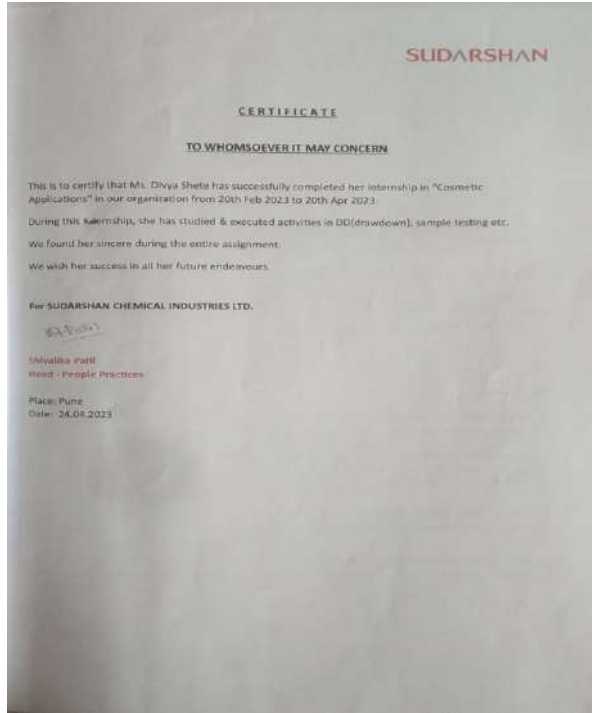 SUDARSHAN
CERTIFICATE
TO WHOMSOEVER IT MAY CONCERN
This is to certify that Ms. Divya Shete has successfully completed her internship in "Cosmetic
Applications" in our organization from 20th Feb 2023 to 20th Apr 2023.
During this internship, she has studied & executed activities in DD(drawdown), sample testing etc.
We found her sincere during the entire assignment.
We wish her success in all her future endeavours.
For SUDARSHAN CHEMICAL INDUSTRIES LTD.
Shivalika Patil
Head - People Practices
Place: Pune
Date: 24.04.2023